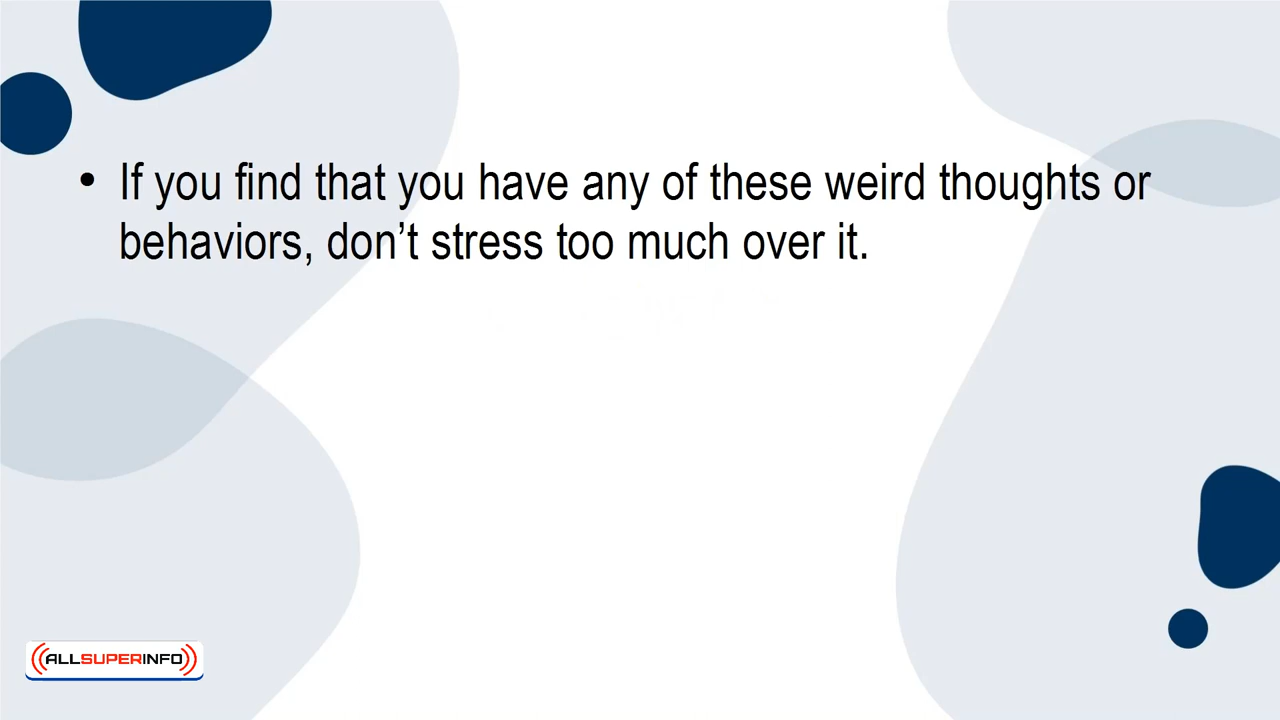 • If you find that you have any of these weird thoughts or
behaviors, don’t stress too much over it.
ALLSUPERINFO